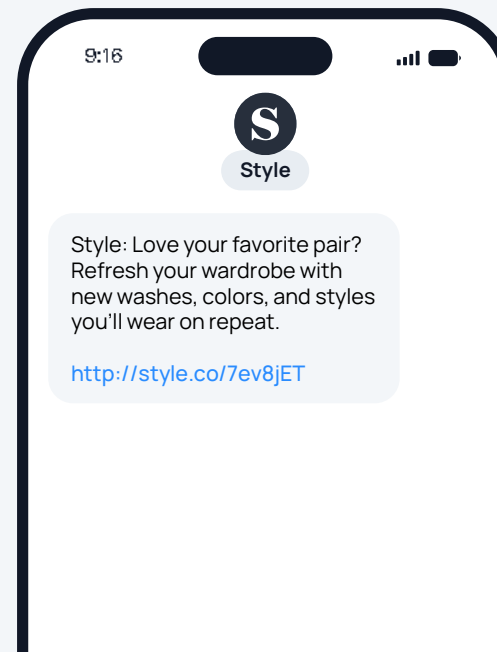 9:16
S
Style
Style: Love your favorite pair?
Refresh your wardrobe with
new washes, colors, and styles
you'll wear on repeat.
http://style.co/7ev8jET